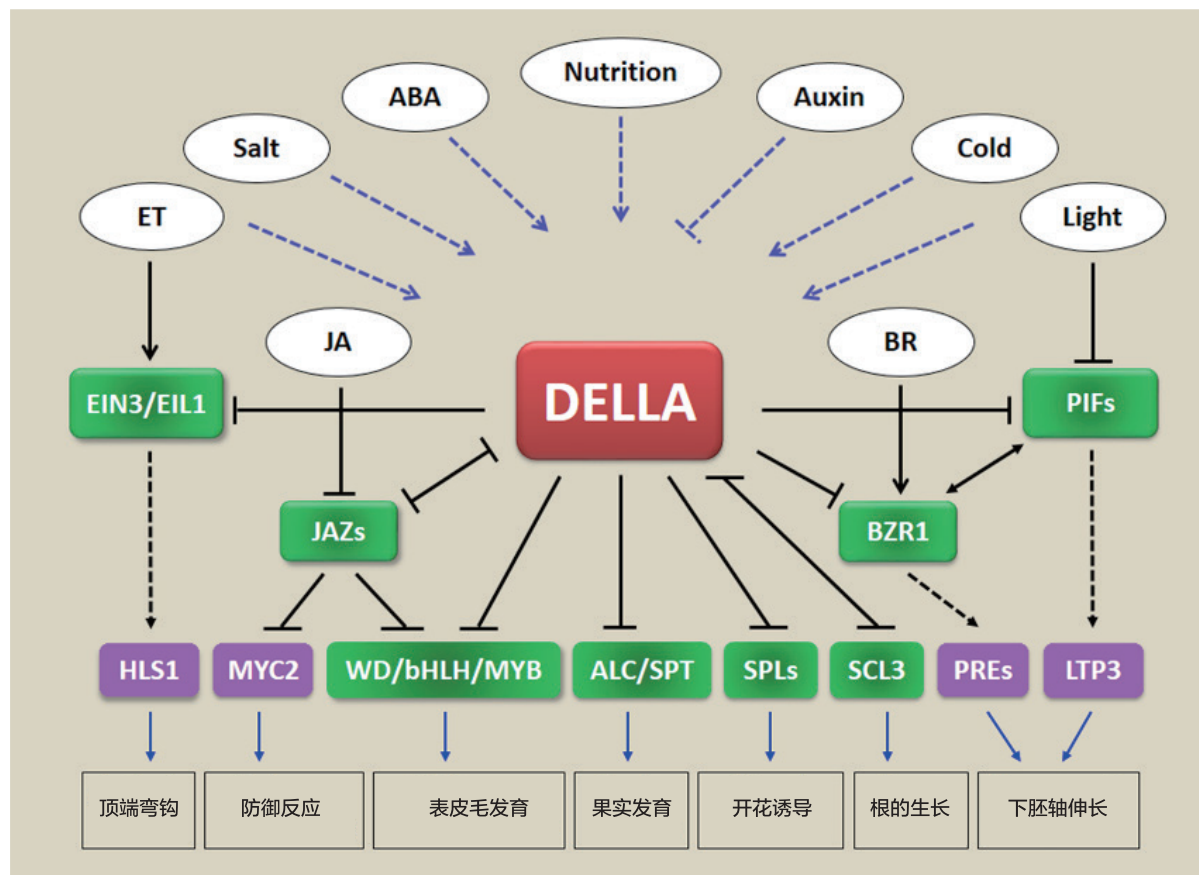 Nutrition
ABA
Auxin
Salt
Cold
ET
Light
JA
BR
EIN3/EIL1
DELLA
PIFs
JAZs
BZR1
HLS1
MYC2
WD/bHLH/MYB
ALC/SPT
SPLs
SCL3
PREs
LTP3
顶端弯钩
防御反应
表皮毛发育
果实发育
开花诱导
根的生长
下胚轴伸长